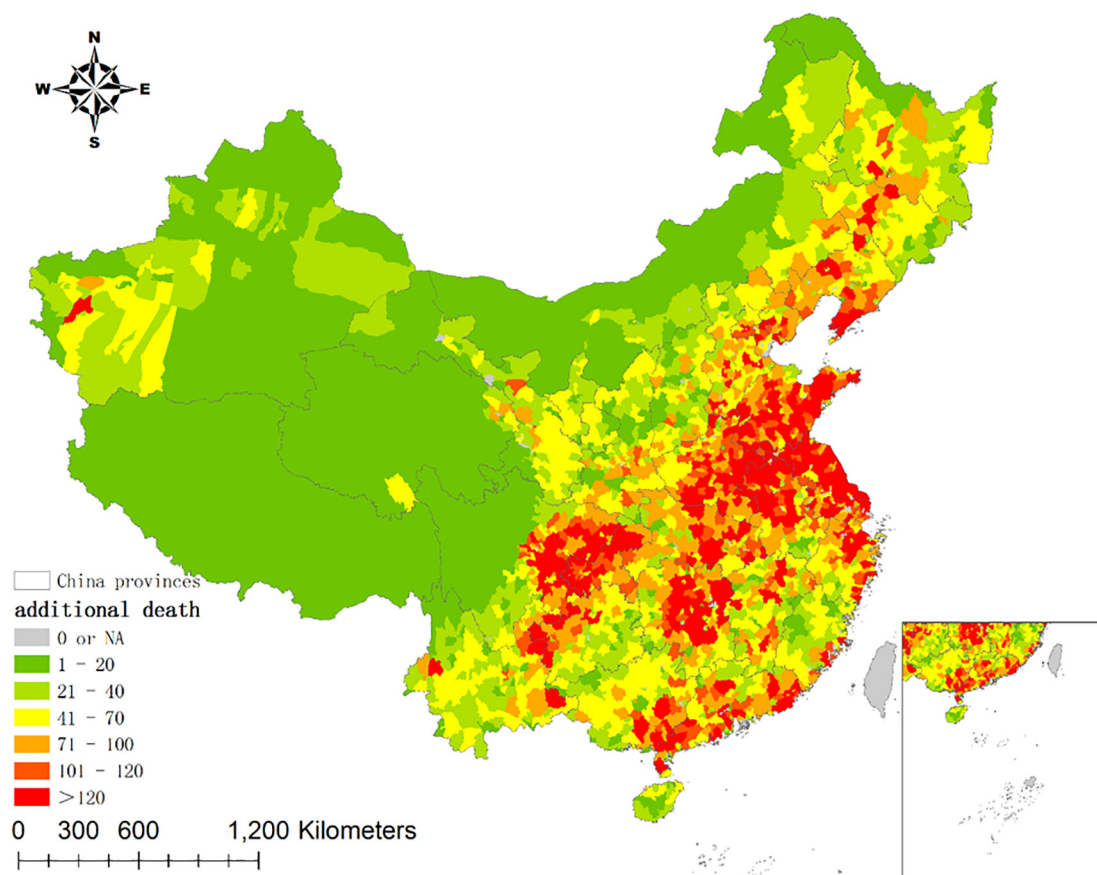 N
W E
S
China provinces
additional death
0 or NA
1 - 20
21 - 40
41 - 70
71 - 100
101 - 120
>120
0 300 600 1,200 Kilometers